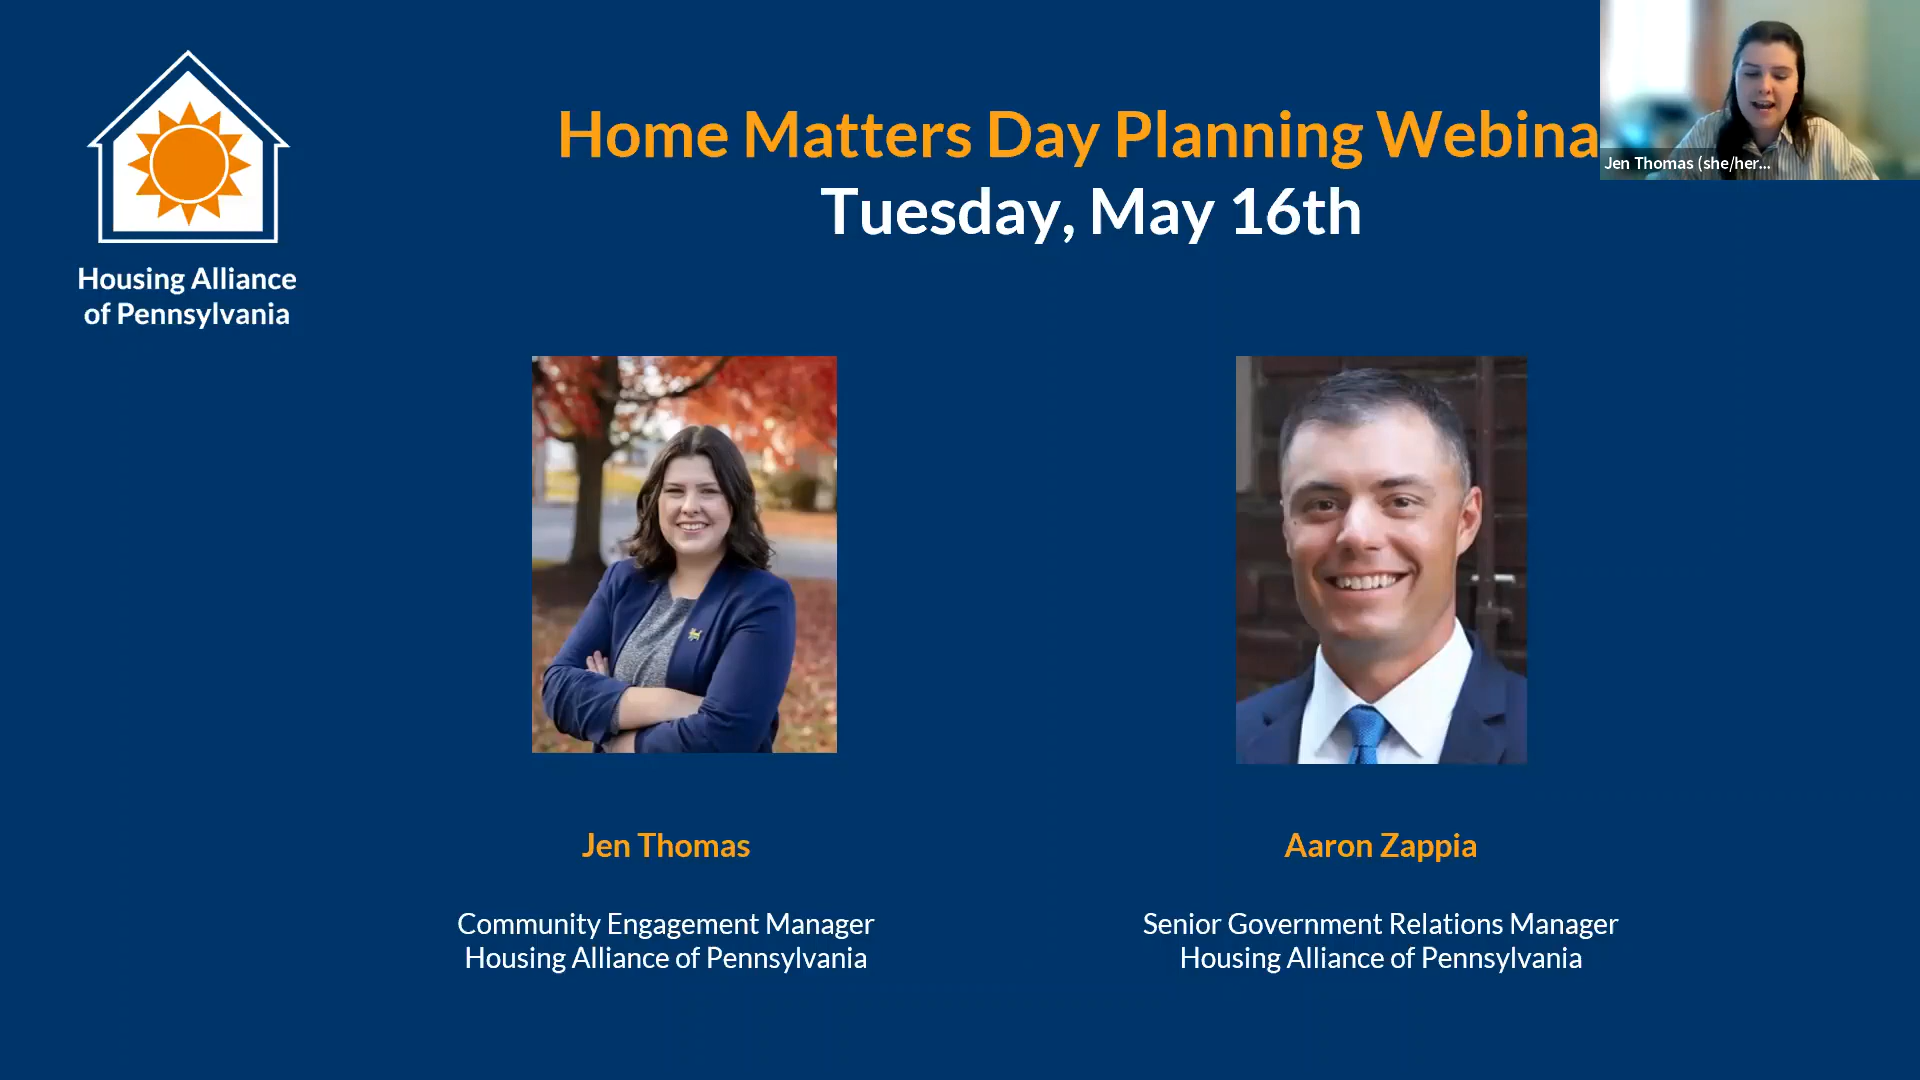 Housing Alliance
of Pennsylvania
Home Matters Day Planning Webina
Tuesday, May 16th
Jen Thomas (she/her...
Jen Thomas
Community Engagement Manager
Housing Alliance of Pennsylvania
Aaron Zappia
Senior Government Relations Manager
Housing Alliance of Pennsylvania